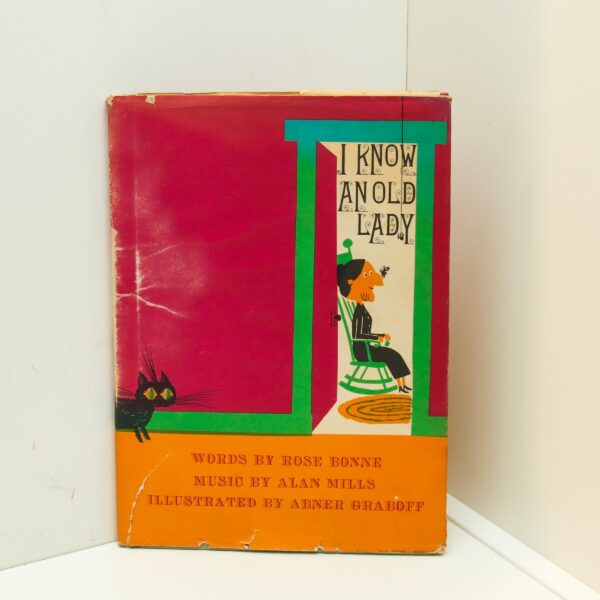 I KNOW
AN OLD
LADY
WORDS BY ROSE BONNE
MUSIC BY ALAN MILLS
ILLUSTRATED BY ABNER GRABOFF